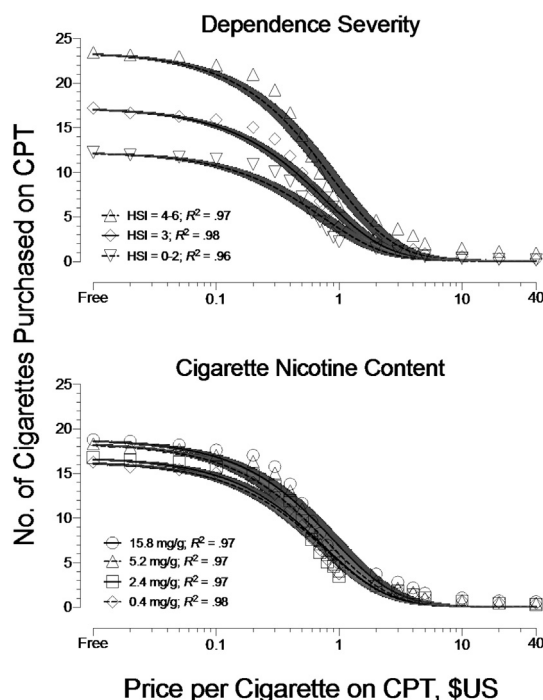 Dependence Severity
25
20
15
10
5
0
HSI = 4-6; R² = .97
HSI = 3; R² = .98
HSI = 0-2; R² = .96
Free 0.1 1 10 40
No. of Cigarettes Purchased on CPT
Cigarette Nicotine Content
25
20
15
10
5
0
15.8 mg/g; R² = .97
5.2 mg/g; R² = .97
2.4 mg/g; R² = .97
0.4 mg/g; R² = .98
Free 0.1 1 10 40
Price per Cigarette on CPT, $US